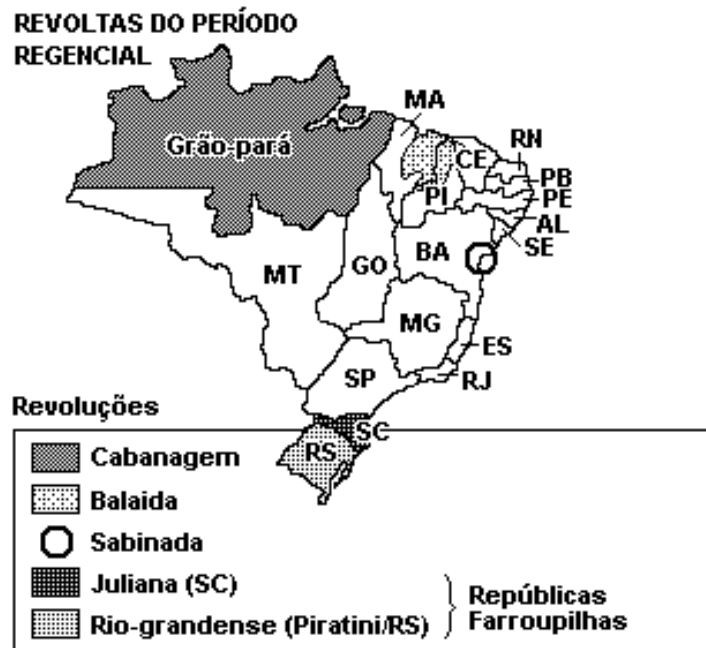 REVOLTAS DO PERÍODO
REGENCIAL
MA
Grão-pará
CE
RN
PB
PI
PE
AL
SE
BA
GO
MT
MG
ES
SP
RJ
Revoluções
SC
RS
Cabanagem
Balaida
Sabinada
Juliana (SC)
Rio-grandense (Piratini/RS)
Repúblicas
Farroupilhas